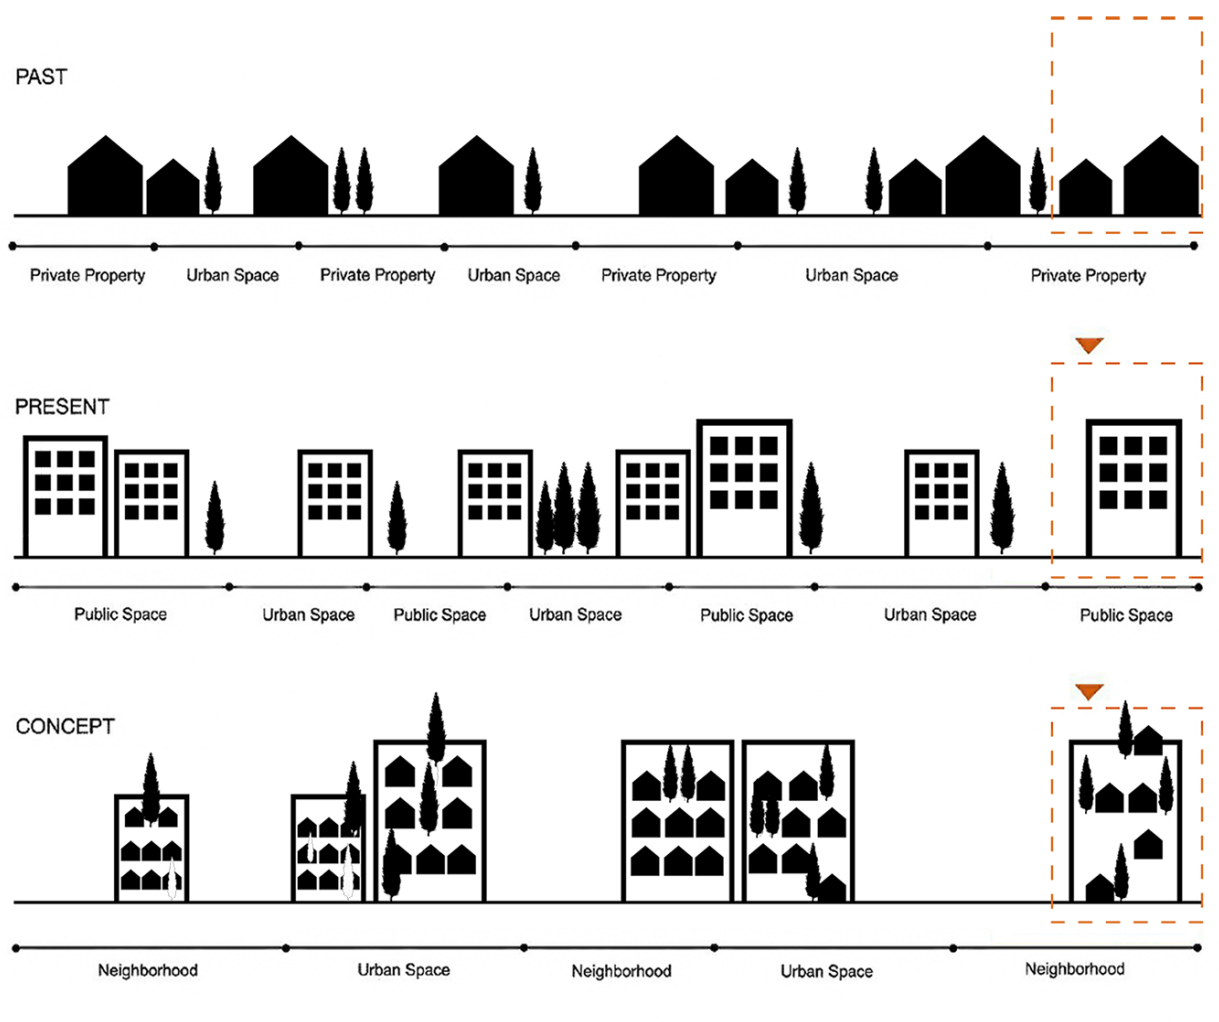 PAST
Private Property Urban Space Private Property Urban Space Private Property Urban Space Private Property
PRESENT
Public Space Urban Space Public Space Urban Space Public Space Urban Space Public Space
CONCEPT
Neighborhood Urban Space Neighborhood Urban Space Neighborhood